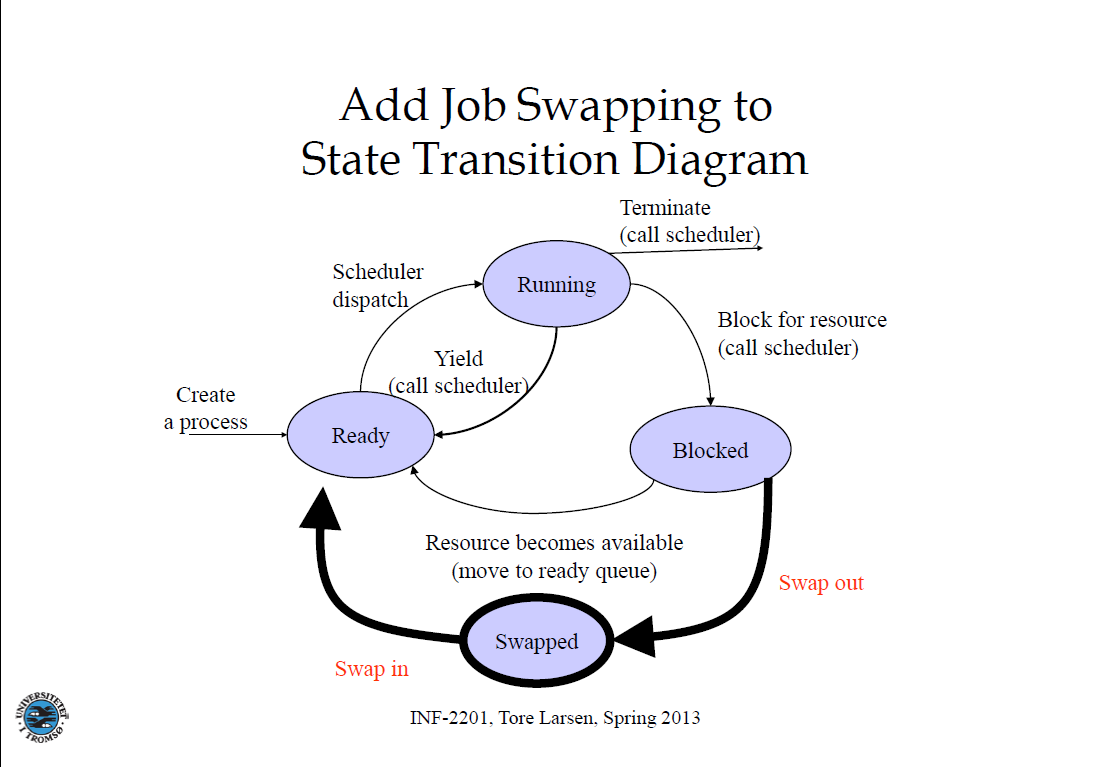 Add Job Swapping to
State Transition Diagram
Terminate
(call scheduler)
Scheduler
dispatch
Running
Block for resource
(call scheduler)
Yield
(call scheduler)
Create
a process
Ready
Blocked
Resource becomes available
(move to ready queue)
Swap out
Swapped
Swap in
INF-2201, Tore Larsen, Spring 2013
UNIVERSITETET
I TROMSØ